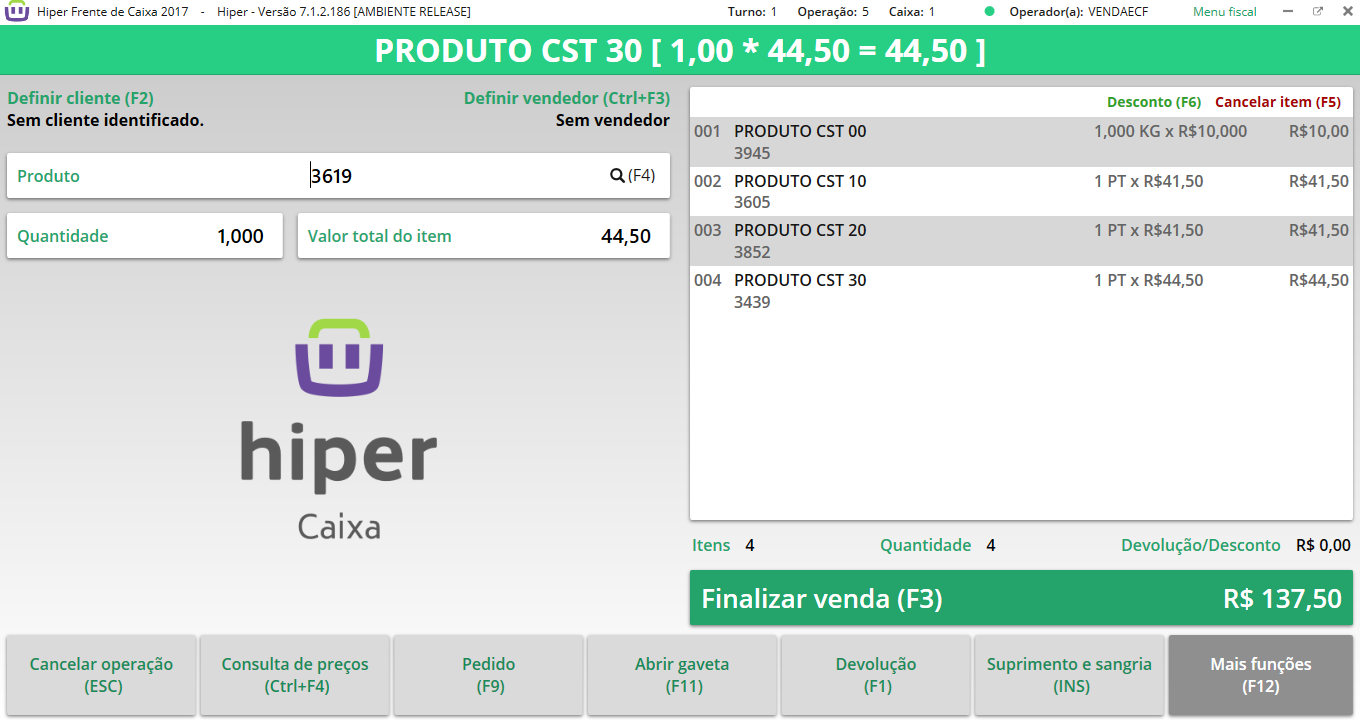 Hiper Frente de Caixa 2017 - Hiper - Versão 7.1.2.186 [AMBIENTE RELEASE] Turno: 1 Operação: 5 Caixa: 1 Operador(a): VENDAECF Menu fiscal
PRODUTO CST 30 [ 1,00 * 44,50 = 44,50 ]
Definir cliente (F2) Definir vendedor (Ctrl+F3)
Sem cliente identificado. Sem vendedor
Produto 3619 (F4)
Quantidade 1,000 Valor total do item 44,50
hiper
Caixa
Desconto (F6) Cancelar item (F5)
001 PRODUTO CST 00 1,000 KG x R$10,000 R$10,00
3945
002 PRODUTO CST 10 1 PT x R$41,50 R$41,50
3605
003 PRODUTO CST 20 1 PT x R$41,50 R$41,50
3852
004 PRODUTO CST 30 1 PT x R$44,50 R$44,50
3439
Itens 4 Quantidade 4 Devolução/Desconto R$ 0,00
Finalizar venda (F3) R$ 137,50
Cancelar operação (ESC)
Consulta de preços (Ctrl+F4)
Pedido (F9)
Abrir gaveta (F11)
Devolução (F1)
Suprimento e sangria (INS)
Mais funções (F12)